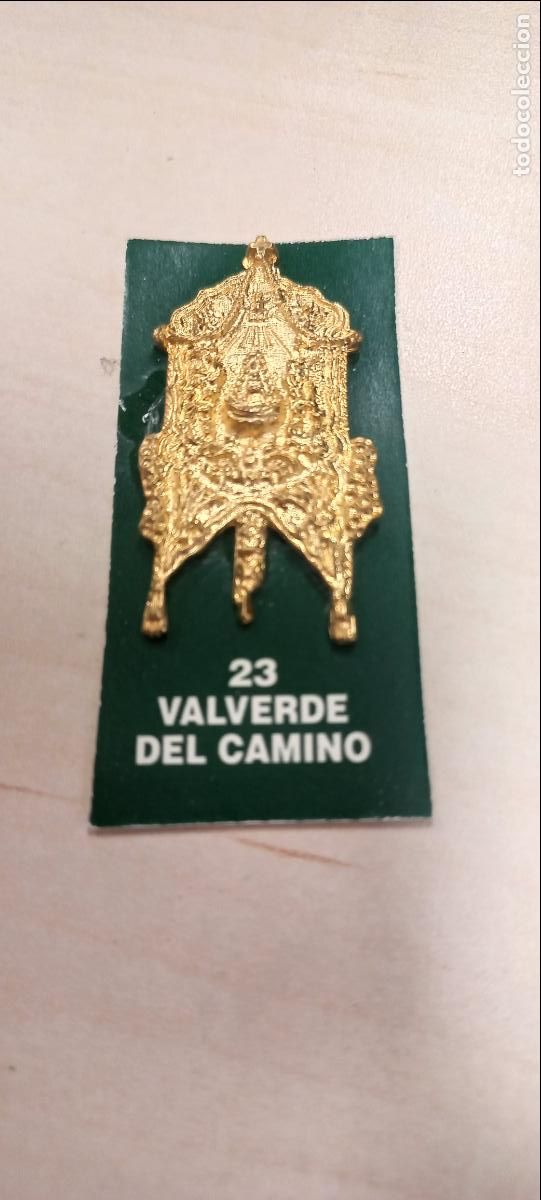 todocoleccion
23
VALVERDE
DEL CAMINO